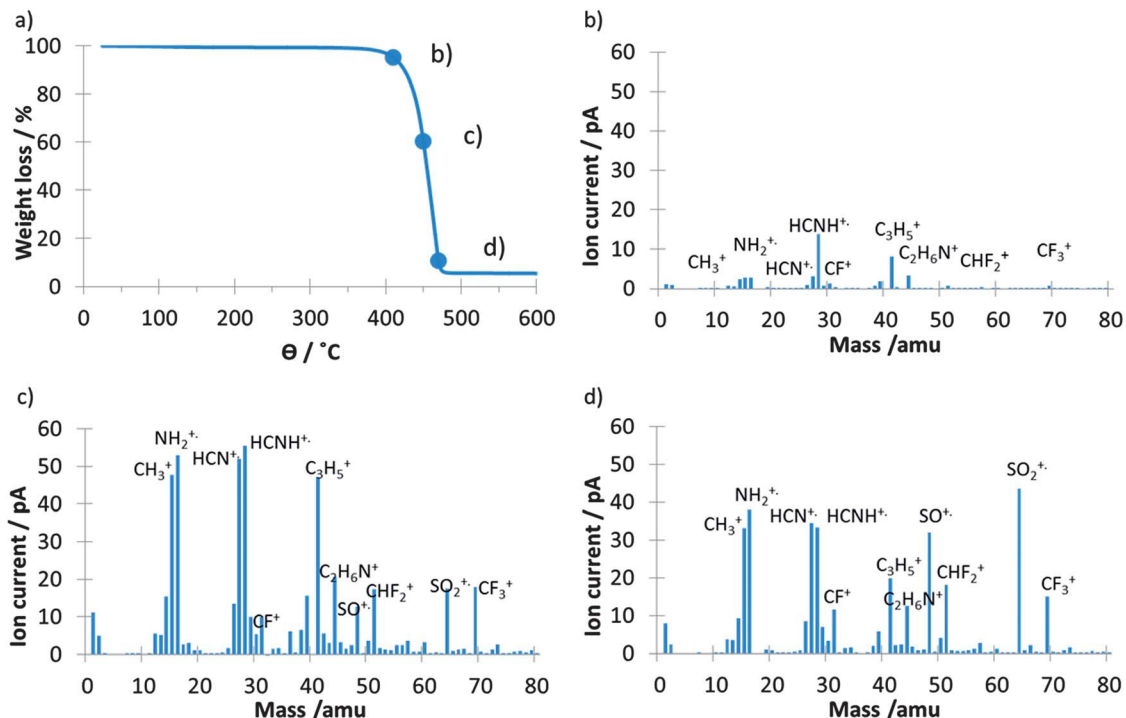 a)
100
80
60
40
20
0
Weight loss / %
b)
c)
d)
0 100 200 300 400 500 600
Θ / ˚C
b)
60
50
40
30
20
10
0
Ion current / pA
CH₃⁺
NH₂⁺·
HCN⁺·
HCNH⁺·
CF⁺
C₃H₅⁺
C₂H₆N⁺
CHF₂⁺
CF₃⁺
0 10 20 30 40 50 60 70 80
Mass /amu
c)
60
50
40
30
20
10
0
Ion current / pA
CH₃⁺
NH₂⁺·
HCN⁺·
HCNH⁺·
CF⁺
C₃H₅⁺
C₂H₆N⁺
SO⁺·
CHF₂⁺
SO₂⁺·
CF₃⁺
0 10 20 30 40 50 60 70 80
Mass /amu
d)
60
50
40
30
20
10
0
Ion current / pA
CH₃⁺
NH₂⁺·
HCN⁺·
HCNH⁺·
CF⁺
C₃H₅⁺
C₂H₆N⁺
SO⁺·
CHF₂⁺
SO₂⁺·
CF₃⁺
0 10 20 30 40 50 60 70 80
Mass /amu